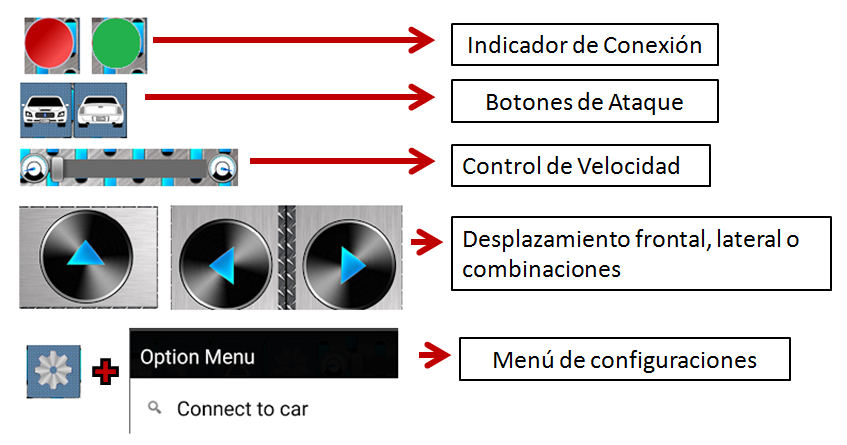 Indicador de Conexión
Botones de Ataque
Control de Velocidad
Desplazamiento frontal, lateral o
combinaciones
Option Menu
Connect to car
Menú de configuraciones